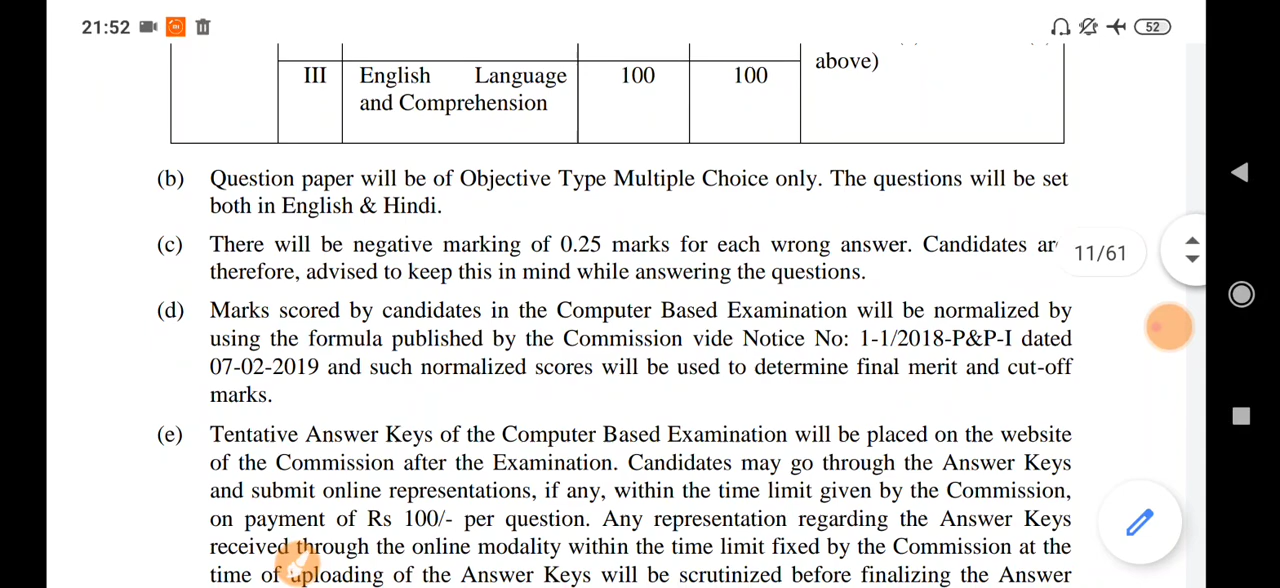 21:52
52
above)
III English Language 100 100
and Comprehension
(b) Question paper will be of Objective Type Multiple Choice only. The questions will be set
both in English & Hindi.
(c) There will be negative marking of 0.25 marks for each wrong answer. Candidates ar
11/61
therefore, advised to keep this in mind while answering the questions.
(d) Marks scored by candidates in the Computer Based Examination will be normalized by
using the formula published by the Commission vide Notice No: 1-1/2018-P&P-I dated
07-02-2019 and such normalized scores will be used to determine final merit and cut-off
marks.
(e) Tentative Answer Keys of the Computer Based Examination will be placed on the website
of the Commission after the Examination. Candidates may go through the Answer Keys
and submit online representations, if any, within the time limit given by the Commission,
on payment of Rs 100/- per question. Any representation regarding the Answer Keys
received through the online modality within the time limit fixed by the Commission at the
time of uploading of the Answer Keys will be scrutinized before finalizing the Answer